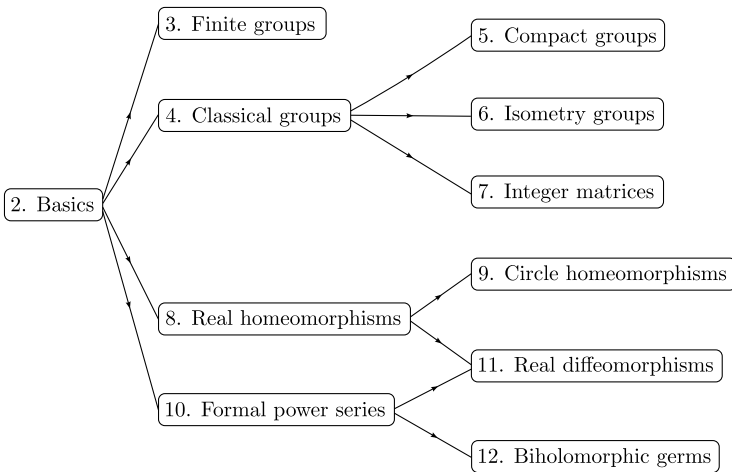 3. Finite groups
5. Compact groups
4. Classical groups
6. Isometry groups
7. Integer matrices
2. Basics
9. Circle homeomorphisms
8. Real homeomorphisms
11. Real diffeomorphisms
10. Formal power series
12. Biholomorphic germs